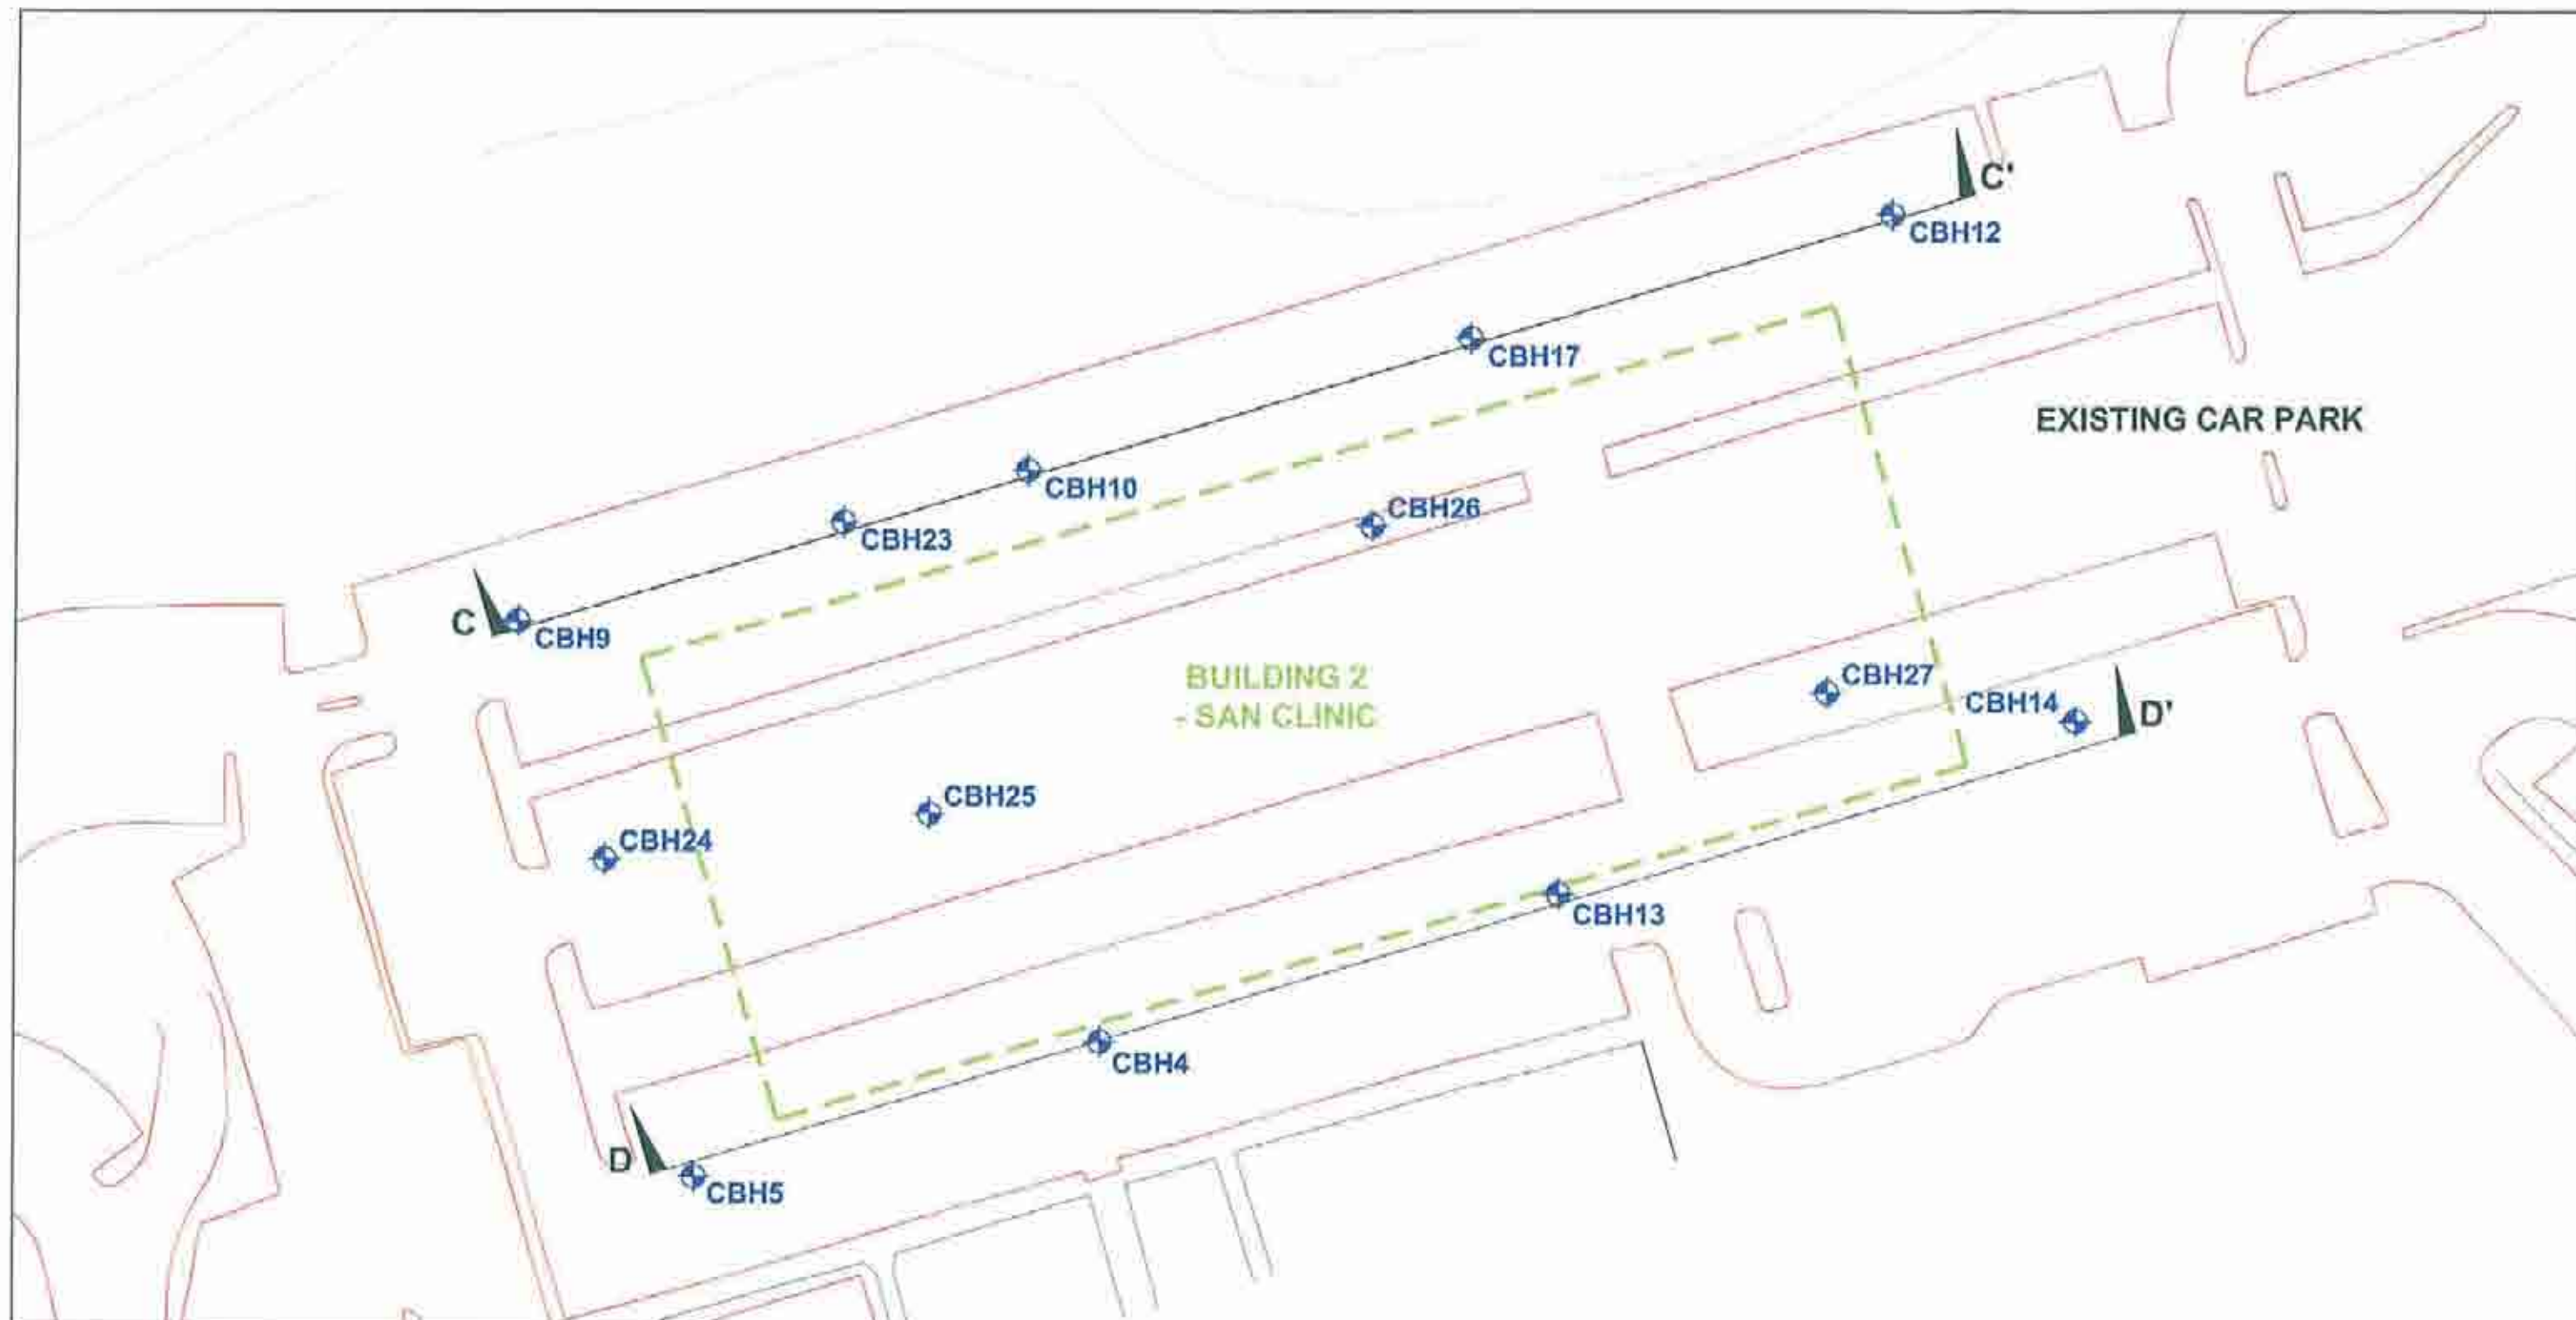 C'
CBH12
CBH17
EXISTING CAR PARK
CBH10
CBH26
CBH23
C
CBH9
BUILDING 2
- SAN CLINIC
CBH27
CBH14
D'
CBH25
CBH24
CBH13
CBH4
D
CBH5